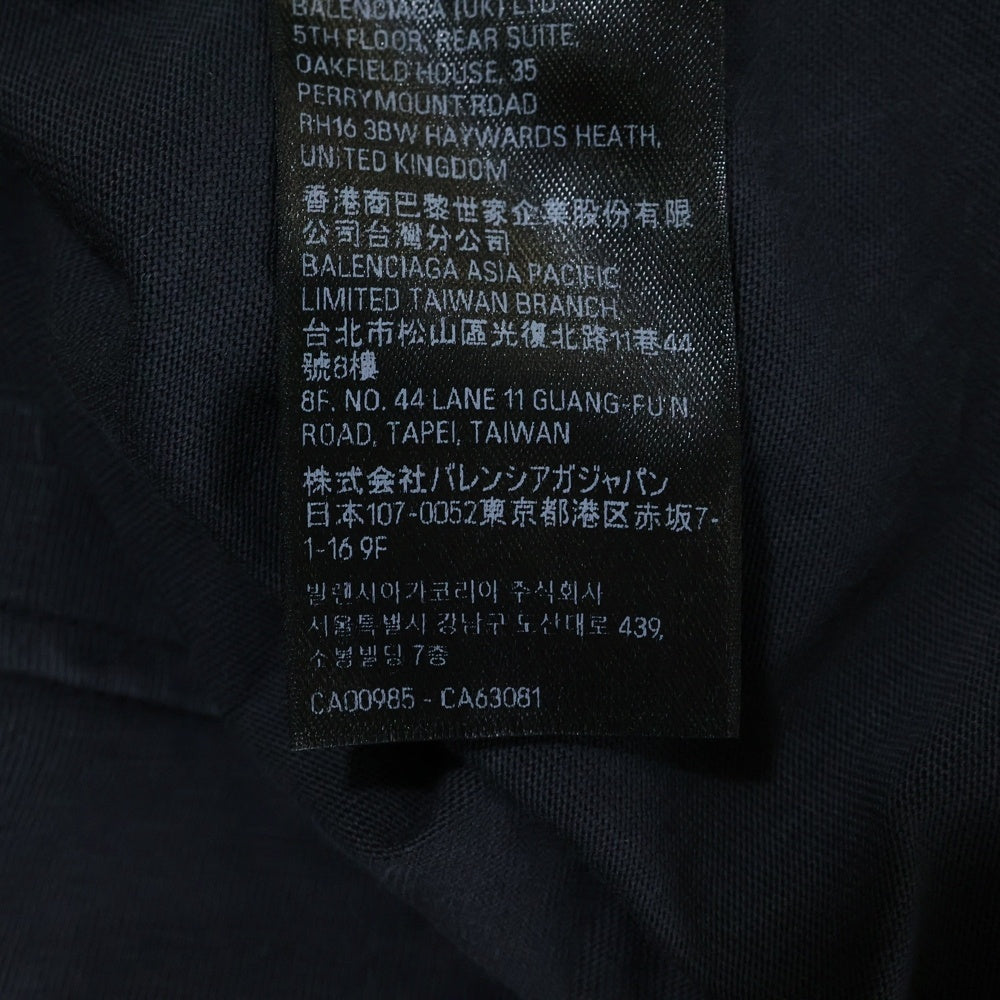 BALENCIAGA (UK) LTD
5TH FLOOR, REAR SUITE,
OAKFIELD HOUSE, 35
PERRYMOUNT ROAD
RH16 3BW HAYWARDS HEATH,
UNITED KINGDOM
香港商巴黎世家企業股份有限
公司台灣分公司
BALENCIAGA ASIA PACIFIC
LIMITED TAIWAN BRANCH
台北市松山區光復北路11巷44
號8樓
8F. NO. 44 LANE 11 GUANG-FU N.
ROAD, TAPEI, TAIWAN
株式会社バレンシアガジャパン
日本107-0052東京都港区赤坂7-
1-16 9F
발렌시아가코리아 주식회사
서울특별시 강남구 도산대로 439,
소봉빌딩 7층
CA00985 - CA63081